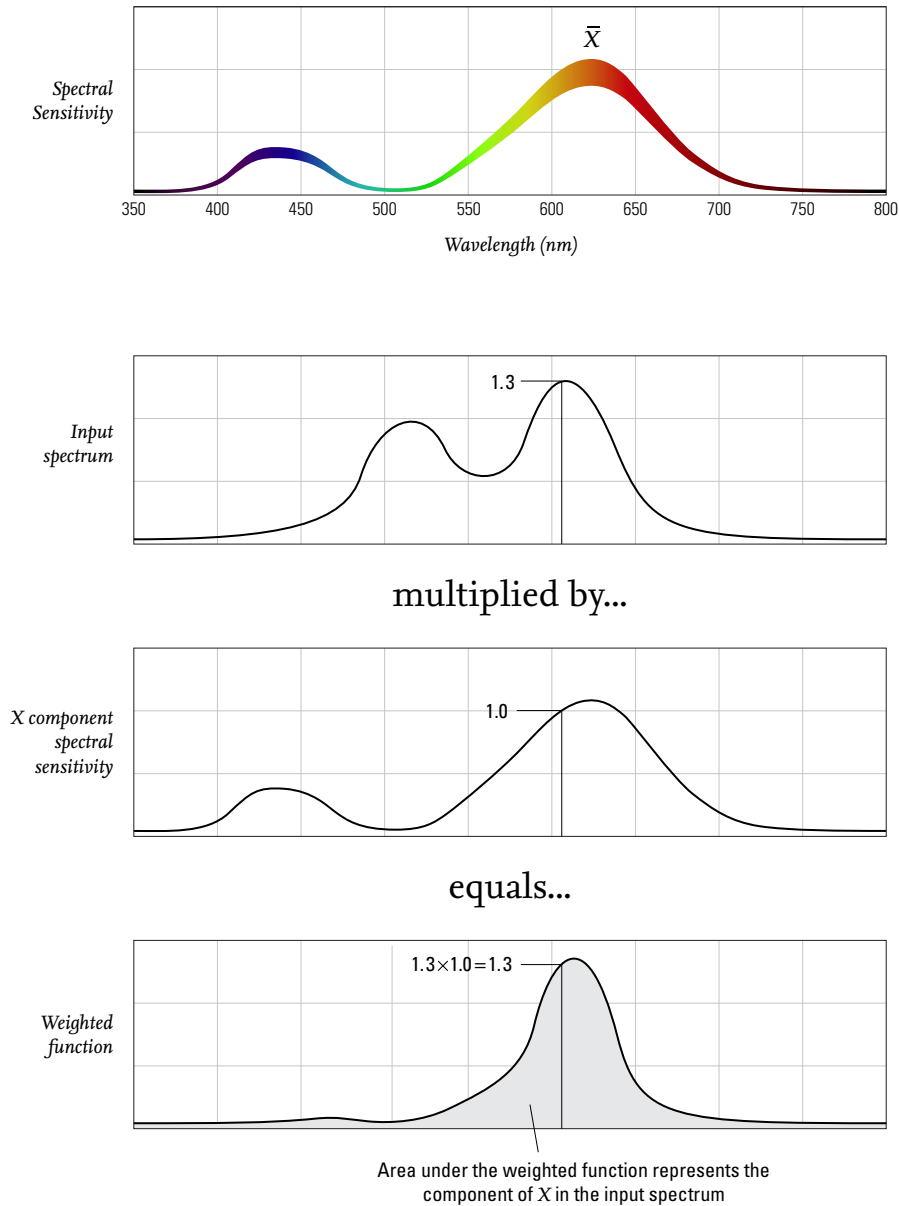 X̄
Spectral
Sensitivity
350 400 450 500 550 600 650 700 750 800
Wavelength (nm)
1.3
Input
spectrum
multiplied by...
X component
spectral
sensitivity
1.0
equals...
1.3×1.0=1.3
Weighted
function
Area under the weighted function represents the
component of X in the input spectrum